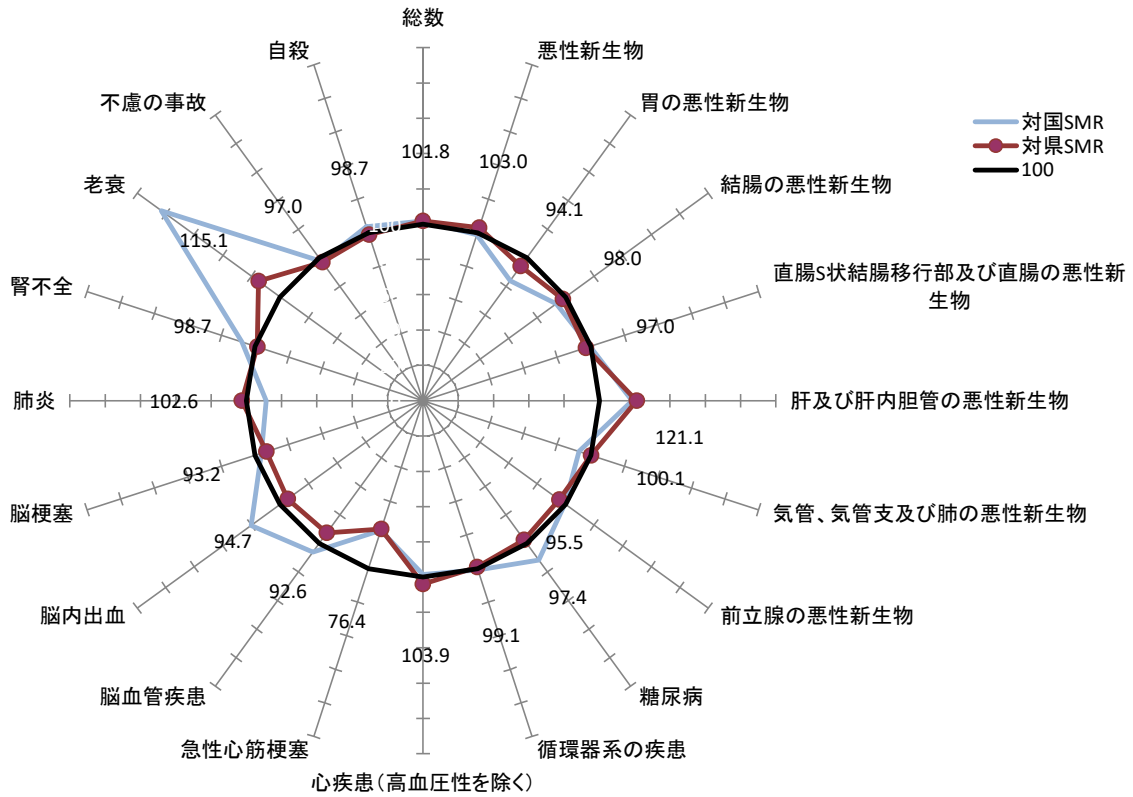 総数
自殺
悪性新生物
不慮の事故
胃の悪性新生物
対国SMR
対県SMR
100
老衰
結腸の悪性新生物
腎不全
直腸S状結腸移行部及び直腸の悪性新
生物
肺炎
肝及び肝内胆管の悪性新生物
脳梗塞
気管、気管支及び肺の悪性新生物
脳内出血
前立腺の悪性新生物
脳血管疾患
糖尿病
急性心筋梗塞
循環器系の疾患
心疾患(高血圧性を除く)
101.8
103.0
98.7
94.1
97.0
98.0
115.1
100
97.0
98.7
102.6
121.1
93.2
100.1
94.7
95.5
92.6
97.4
76.4
99.1
103.9